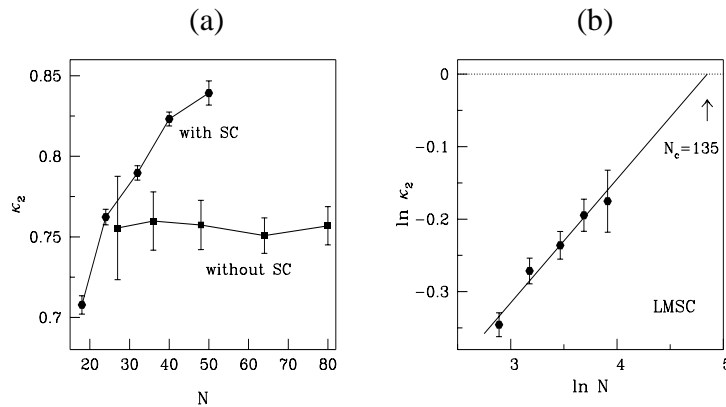 (a)
(b)
0.85
0.8
0.75
0.7
κ₂
with SC
without SC
20 30 40 50 60 70 80
N
0
-0.1
-0.2
-0.3
ln κ₂
N_c=135
LMSC
3 4 5
ln N